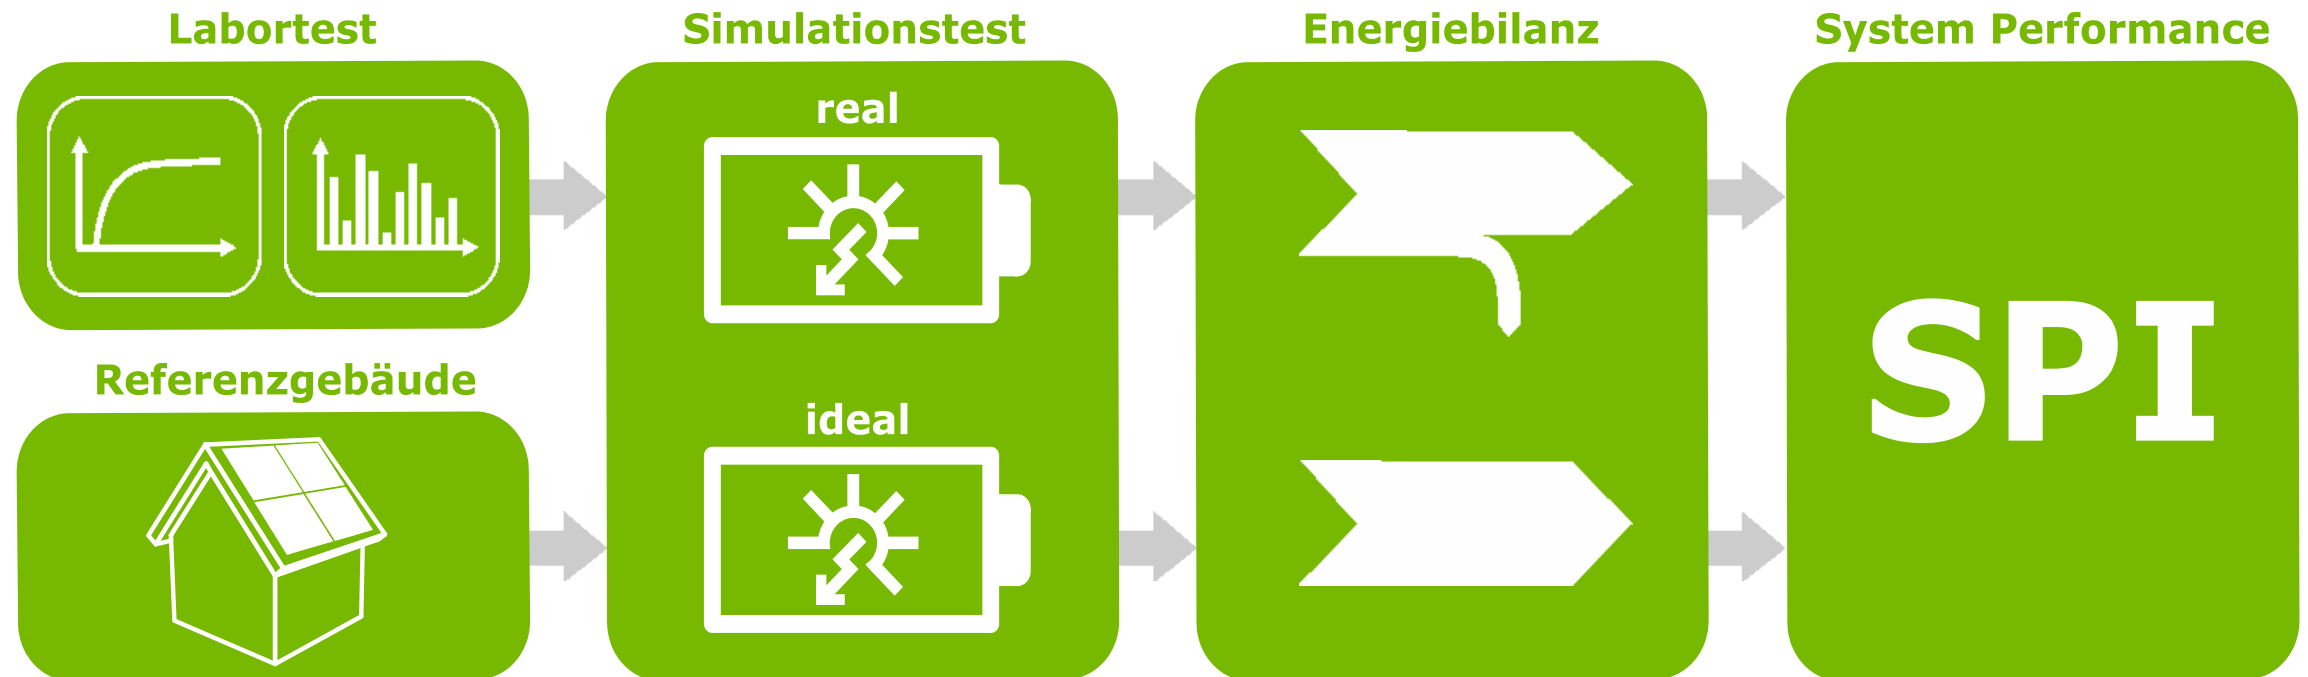 Labortest
Simulationstest
Energiebilanz
System Performance
real
Referenzgebäude
ideal
SPI